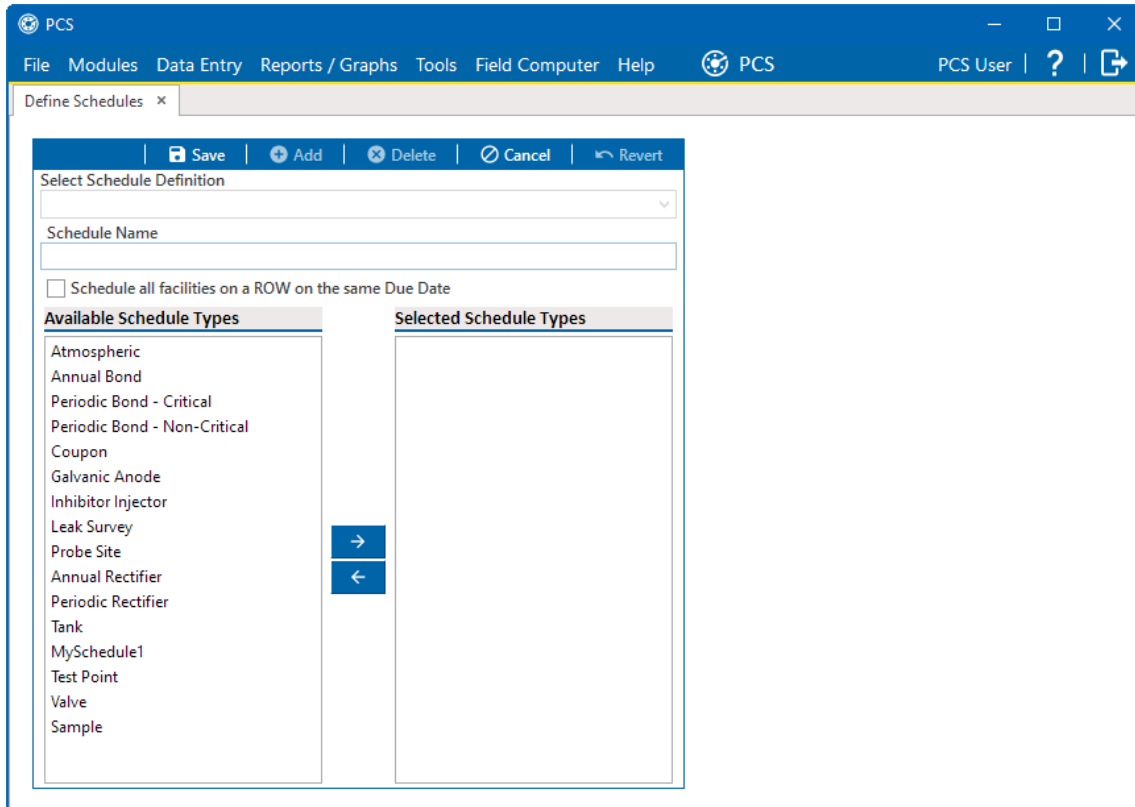 PCS
File Modules Data Entry Reports / Graphs Tools Field Computer Help PCS PCS User | ? |
Define Schedules ×
Save Add Delete Cancel Revert
Select Schedule Definition
Schedule Name
Schedule all facilities on a ROW on the same Due Date
Available Schedule Types Selected Schedule Types
Atmospheric
Annual Bond
Periodic Bond - Critical
Periodic Bond - Non-Critical
Coupon
Galvanic Anode
Inhibitor Injector
Leak Survey
Probe Site
Annual Rectifier
Periodic Rectifier
Tank
MySchedule1
Test Point
Valve
Sample